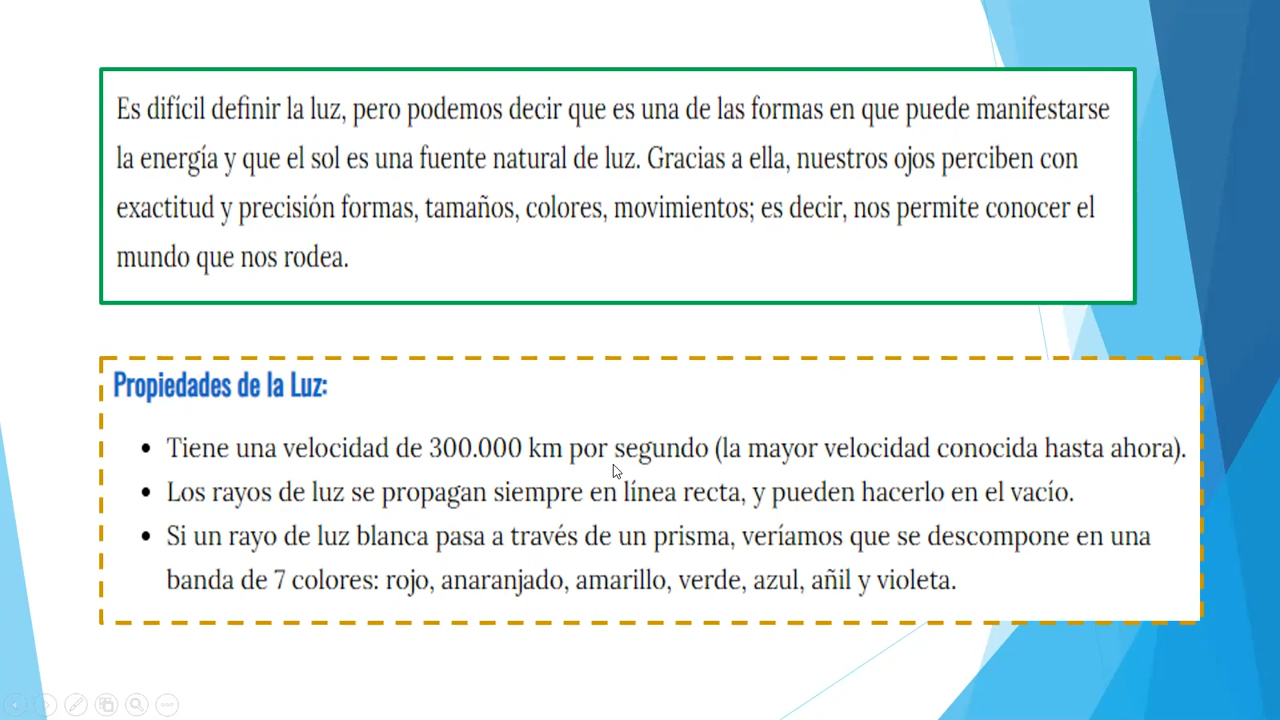 Es difícil definir la luz, pero podemos decir que es una de las formas en que puede manifestarse
la energía y que el sol es una fuente natural de luz. Gracias a ella, nuestros ojos perciben con
exactitud y precisión formas, tamaños, colores, movimientos; es decir, nos permite conocer el
mundo que nos rodea.
Propiedades de la Luz:
• Tiene una velocidad de 300.000 km por segundo (la mayor velocidad conocida hasta ahora).
• Los rayos de luz se propagan siempre en línea recta, y pueden hacerlo en el vacío.
• Si un rayo de luz blanca pasa a través de un prisma, veríamos que se descompone en una
banda de 7 colores: rojo, anaranjado, amarillo, verde, azul, añil y violeta.